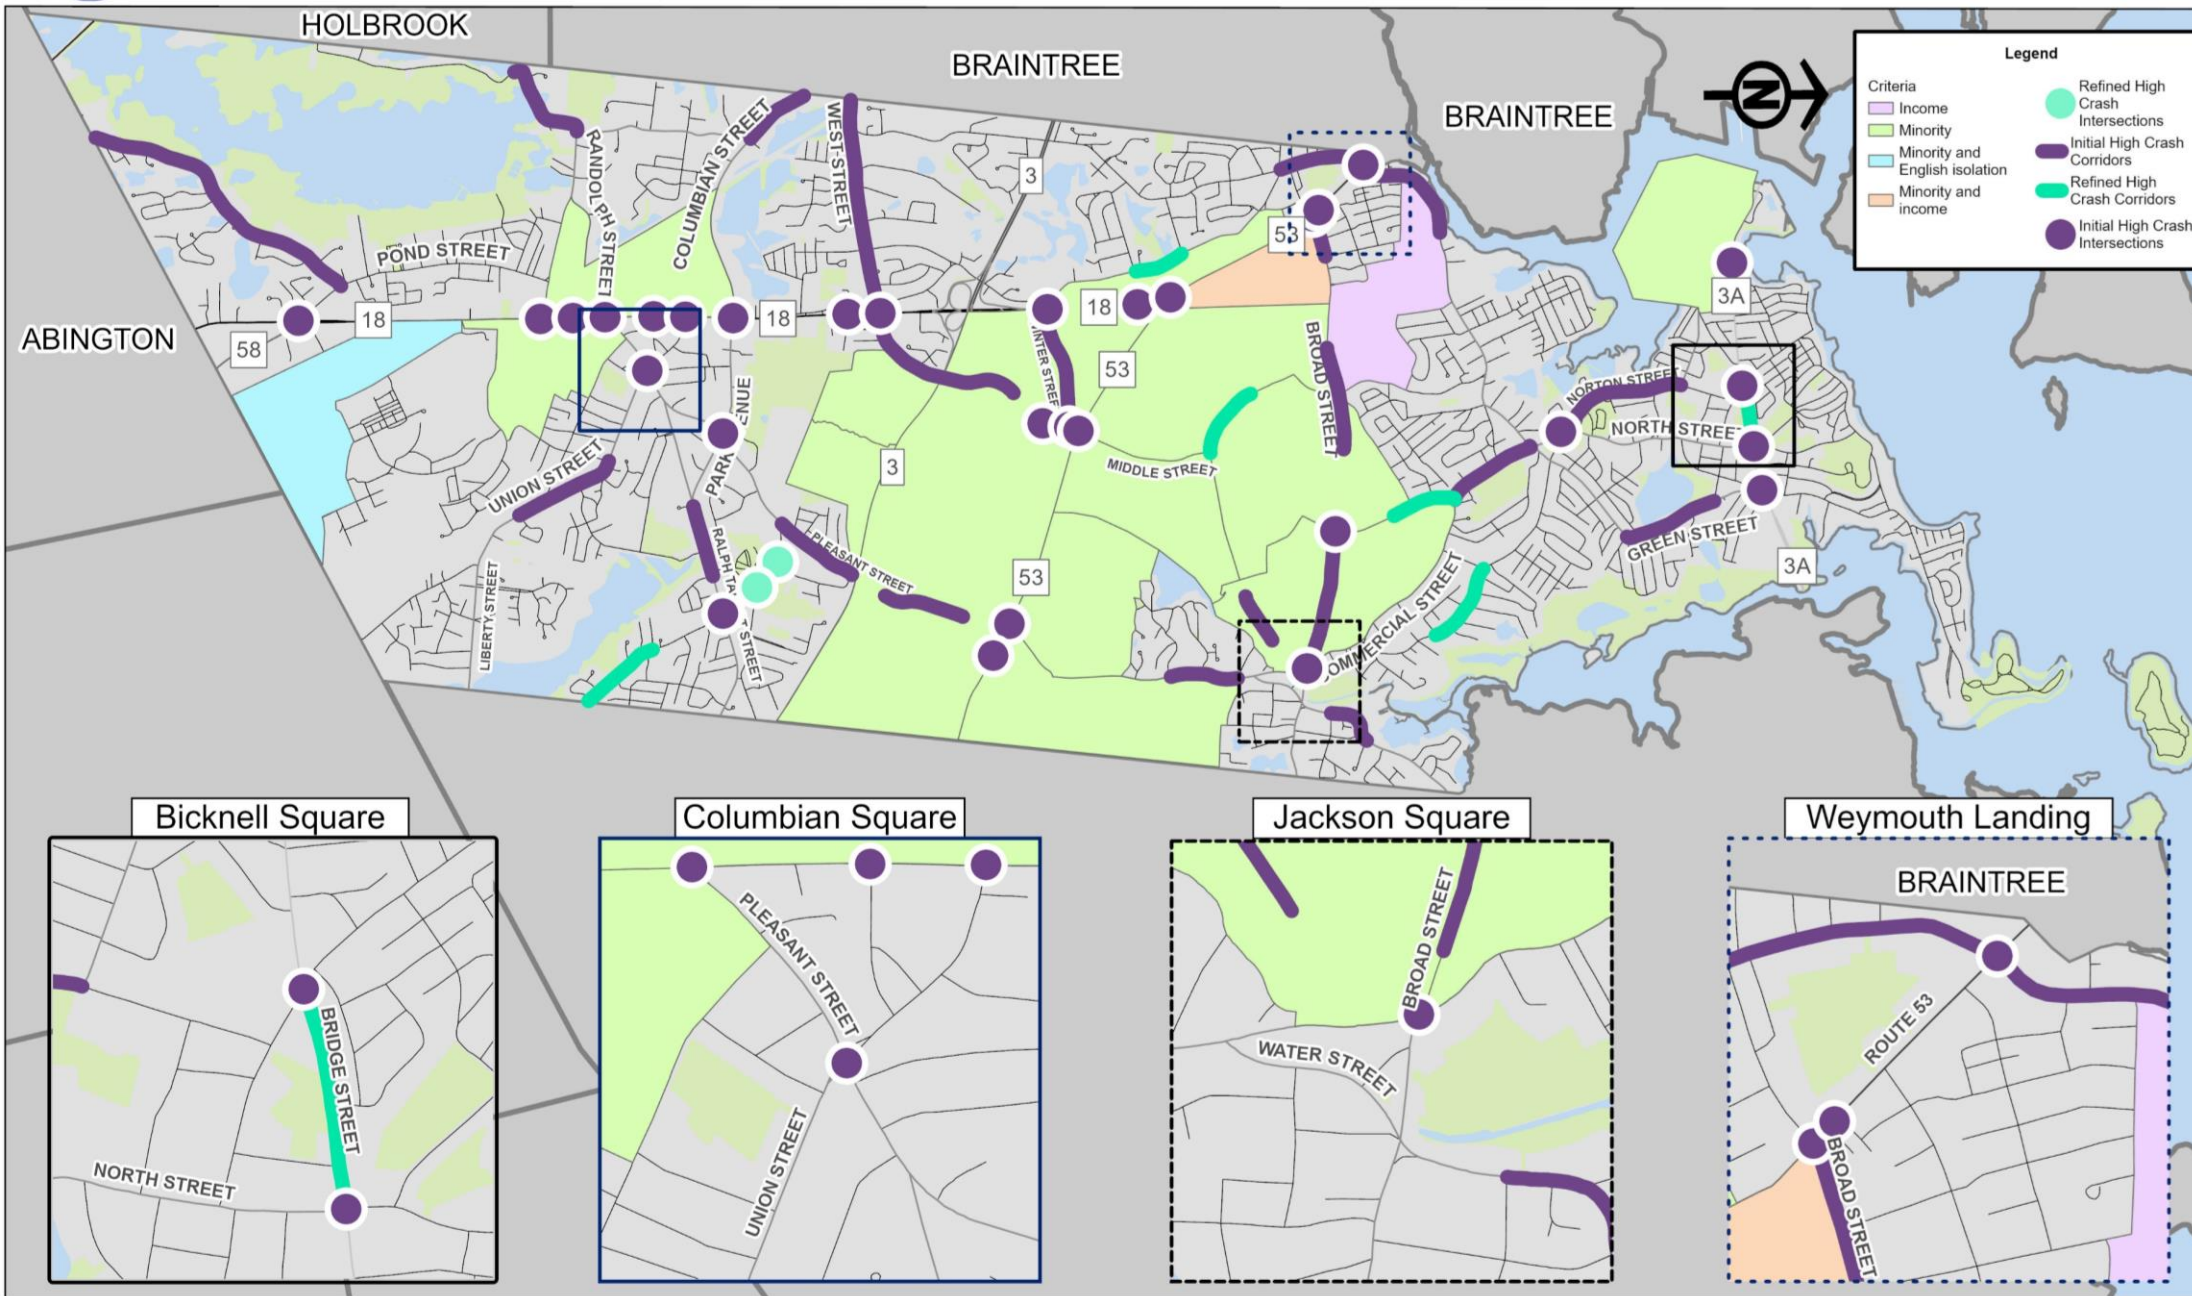 HOLBROOK
BRAINTREE
BRAINTREE
ABINGTON
N
Legend
Criteria
Income
Minority
Minority and
English isolation
Minority and
income
Refined High
Crash
Intersections
Initial High Crash
Corridors
Refined High
Crash Corridors
Initial High Crash
Intersections
RANDOLPH STREET
COLUMBIAN STREET
WEST STREET
POND STREET
3
53
3A
18
58
18
18
53
BROAD STREET
NORTON STREET
NORTH STREET
UNION STREET
PARK
3
MIDDLE STREET
PLEASANT STREET
GREEN STREET
LIBERTY STREET
RALPH
STREET
53
COMMERCIAL STREET
3A
Bicknell Square
BRIDGE STREET
NORTH STREET
Columbian Square
PLEASANT STREET
UNION STREET
Jackson Square
BROAD STREET
WATER STREET
Weymouth Landing
BRAINTREE
ROUTE 53
BROAD STREET